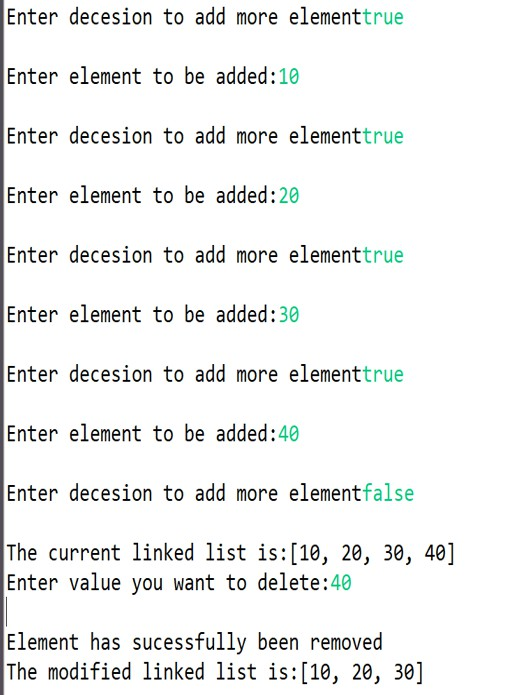 Enter decesion to add more elementtrue
Enter element to be added:10
Enter decesion to add more elementtrue
Enter element to be added:20
Enter decesion to add more elementtrue
Enter element to be added:30
Enter decesion to add more elementtrue
Enter element to be added:40
Enter decesion to add more elementfalse
The current linked list is:[10, 20, 30, 40]
Enter value you want to delete:40
Element has sucessfully been removed
The modified linked list is:[10, 20, 30]